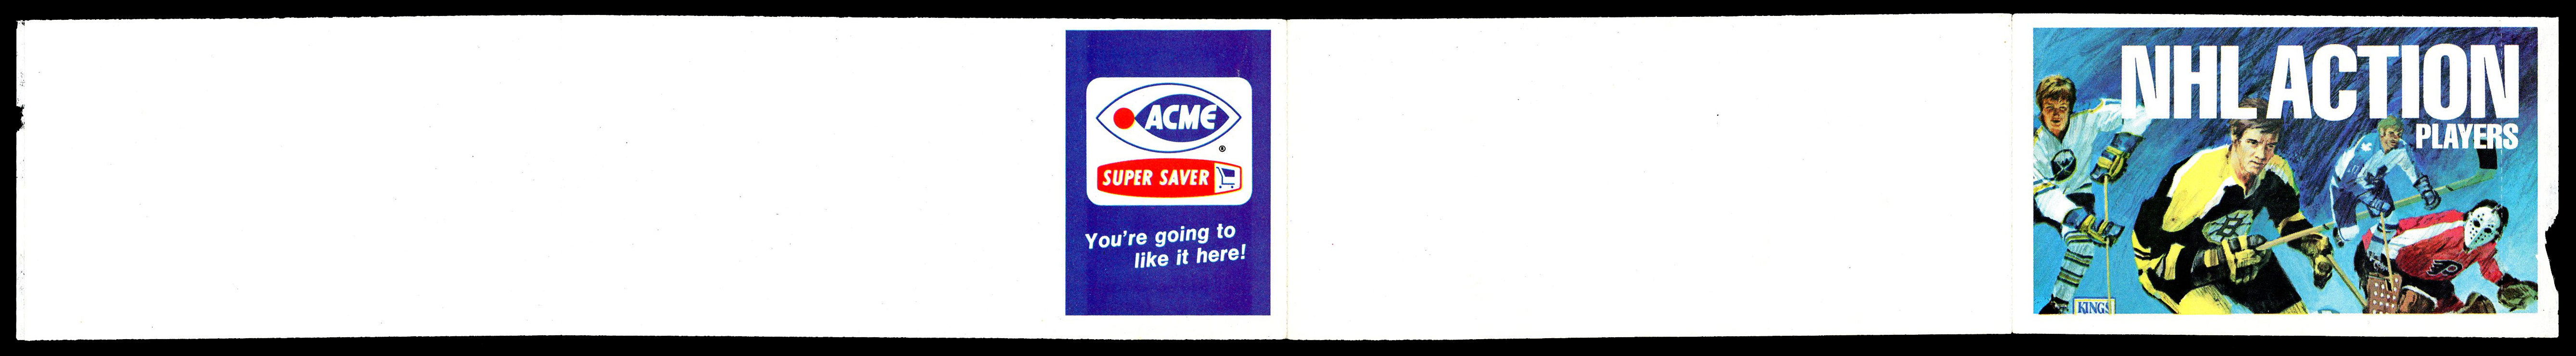 ACME
®
SUPER SAVER
You're going to
like it here!
NHL ACTION
PLAYERS
KINGS